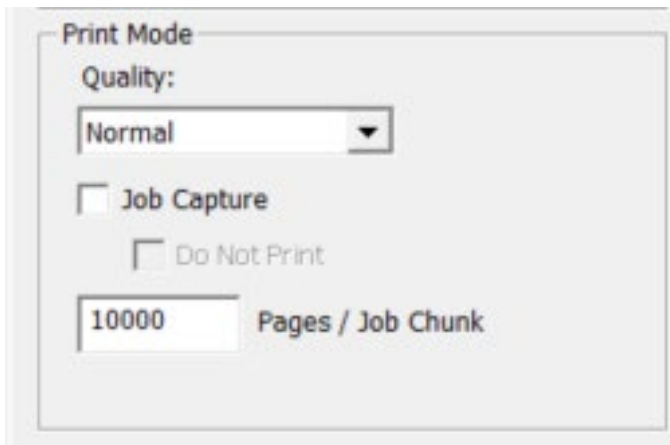 Print Mode
Quality:
Normal
Job Capture
Do Not Print
10000 Pages / Job Chunk